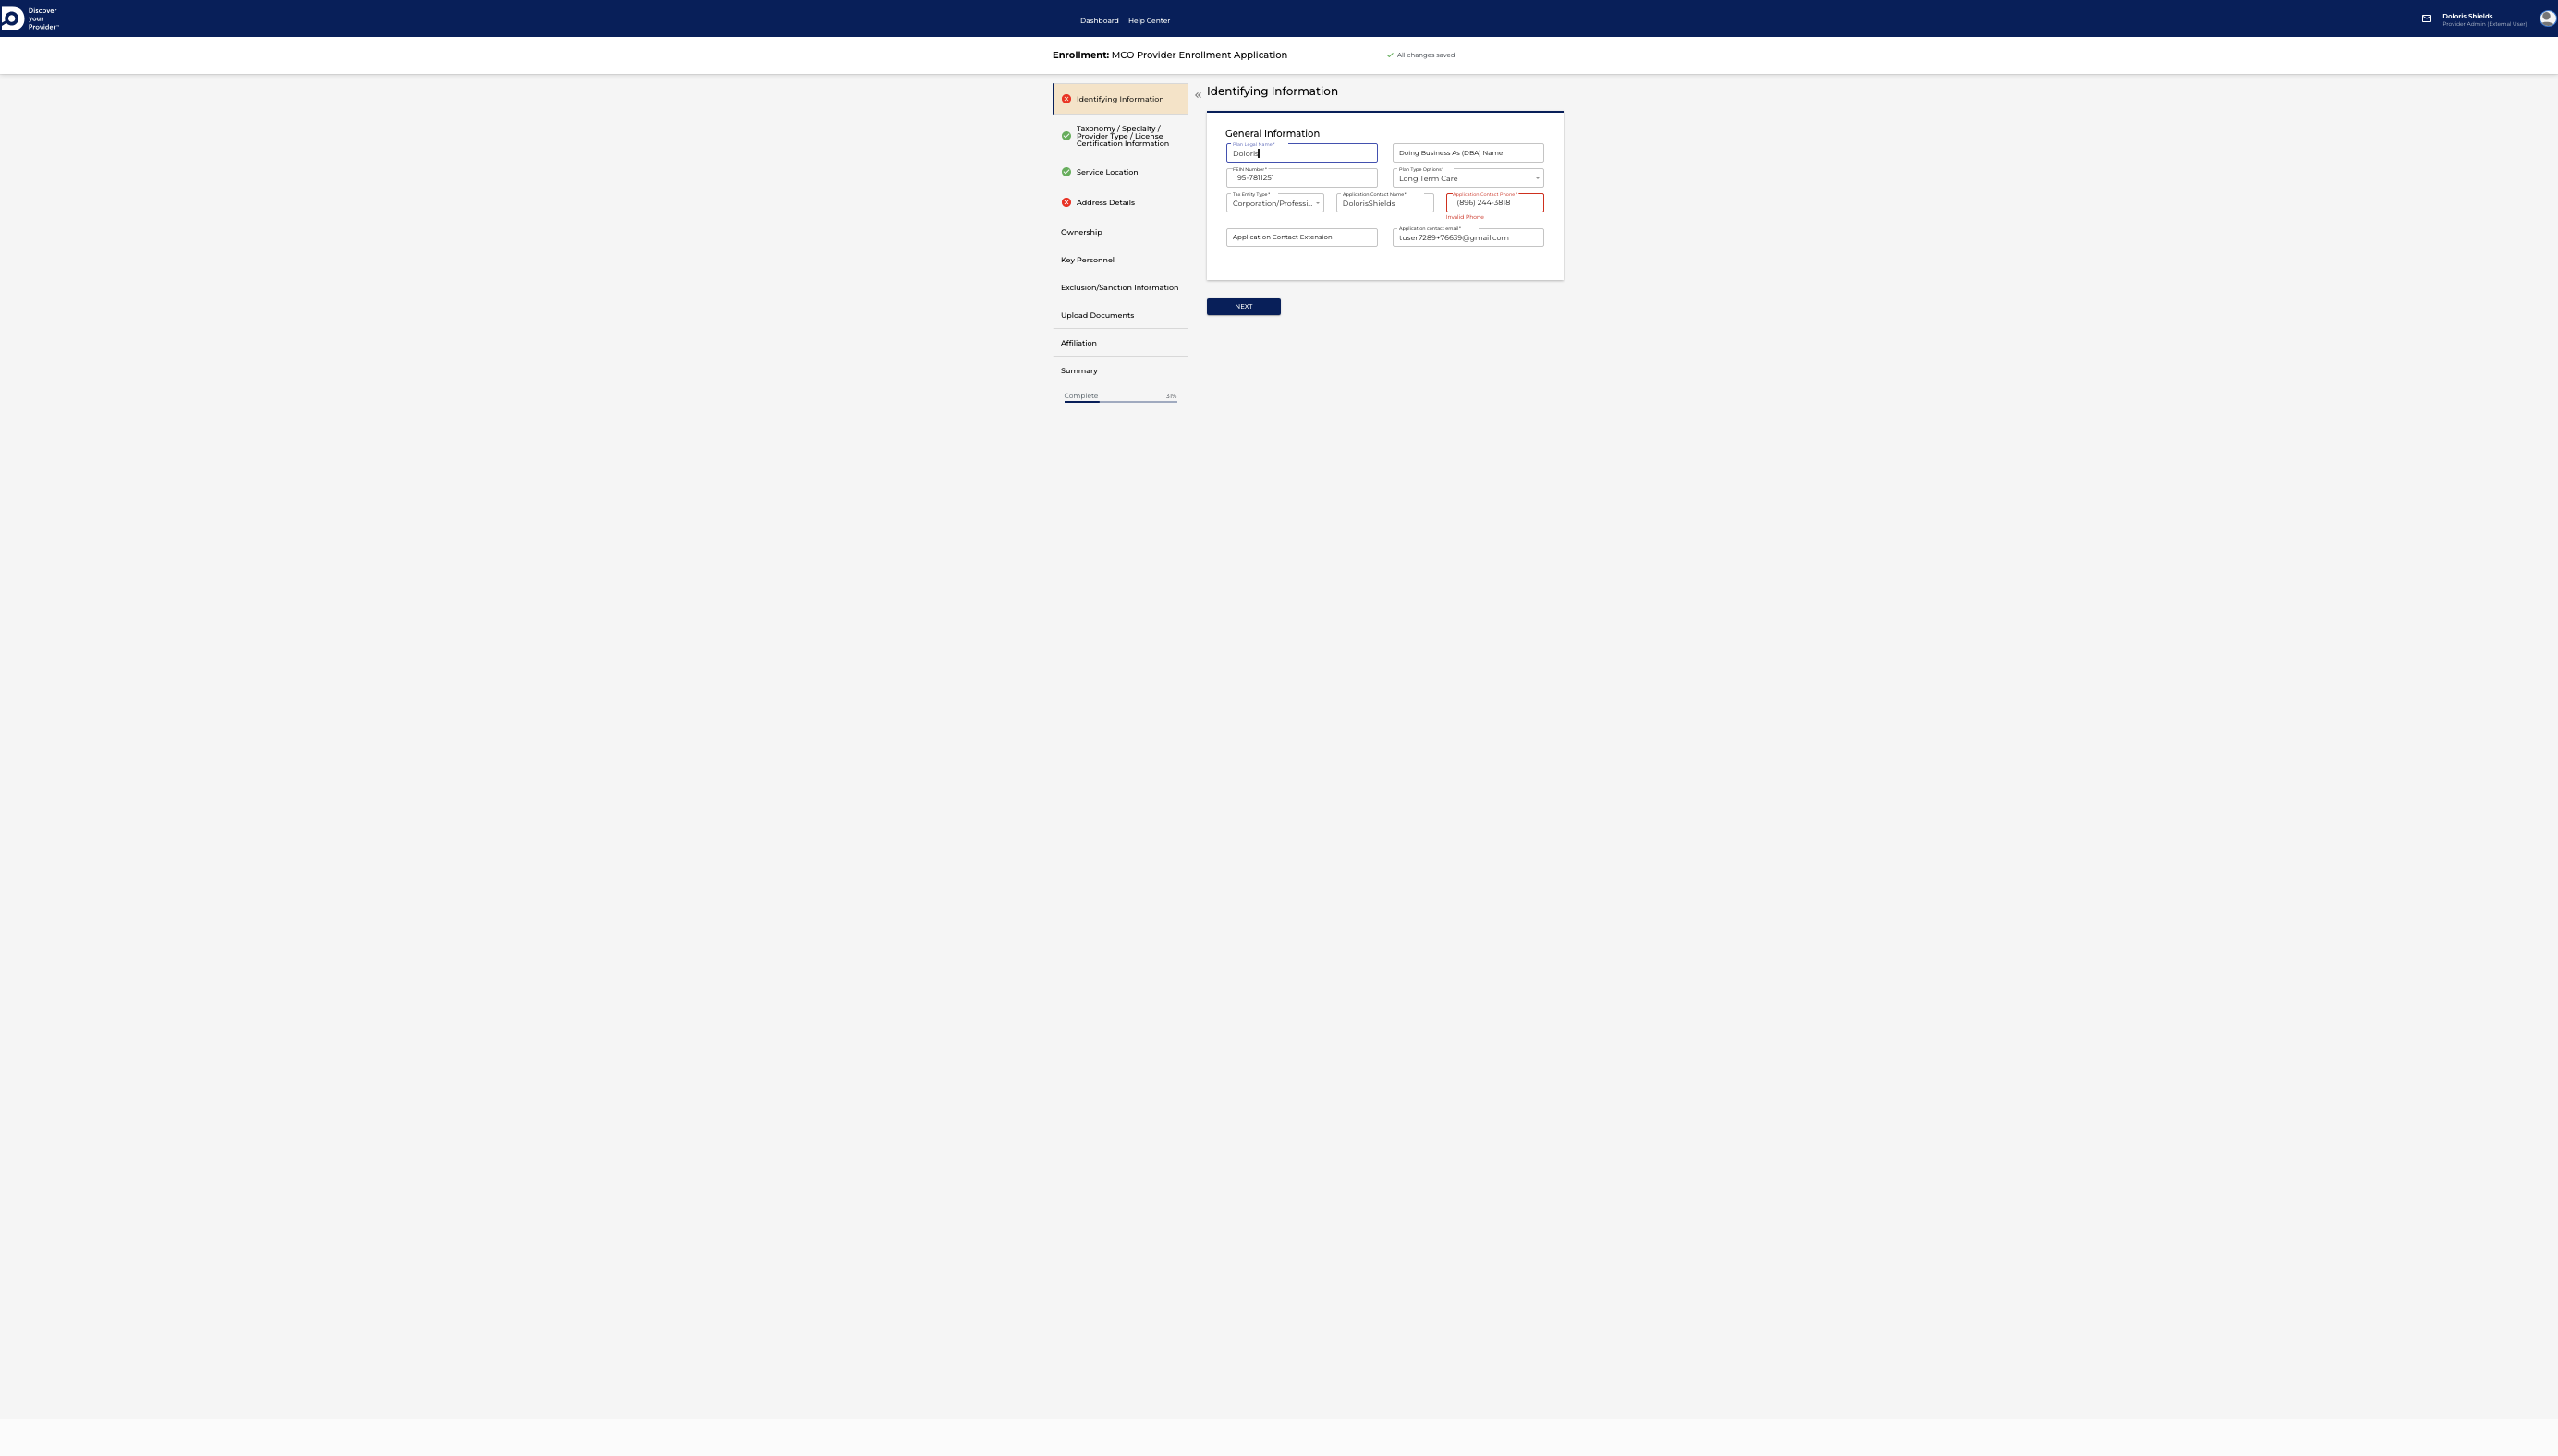 Discover
your
Provider™
Dashboard
Help Center
Doloris Shields
Provider Admin (External User)
Enrollment: MCO Provider Enrollment Application
All changes saved
Identifying Information
Taxonomy / Specialty /
Provider Type / License
Certification Information
Service Location
Address Details
Ownership
Key Personnel
Exclusion/Sanction Information
Upload Documents
Affiliation
Summary
Complete 31%
« Identifying Information
General Information
Plan Legal Name *
Doloris
Doing Business As (DBA) Name
FEIN Number *
95-7811251
Plan Type Options *
Long Term Care
Tax Entity Type *
Corporation/Professi...
Application Contact Name *
DolorisShields
Application Contact Phone *
(896) 244-3818
Invalid Phone
Application Contact Extension
Application contact email *
tuser7289+76639@gmail.com
NEXT